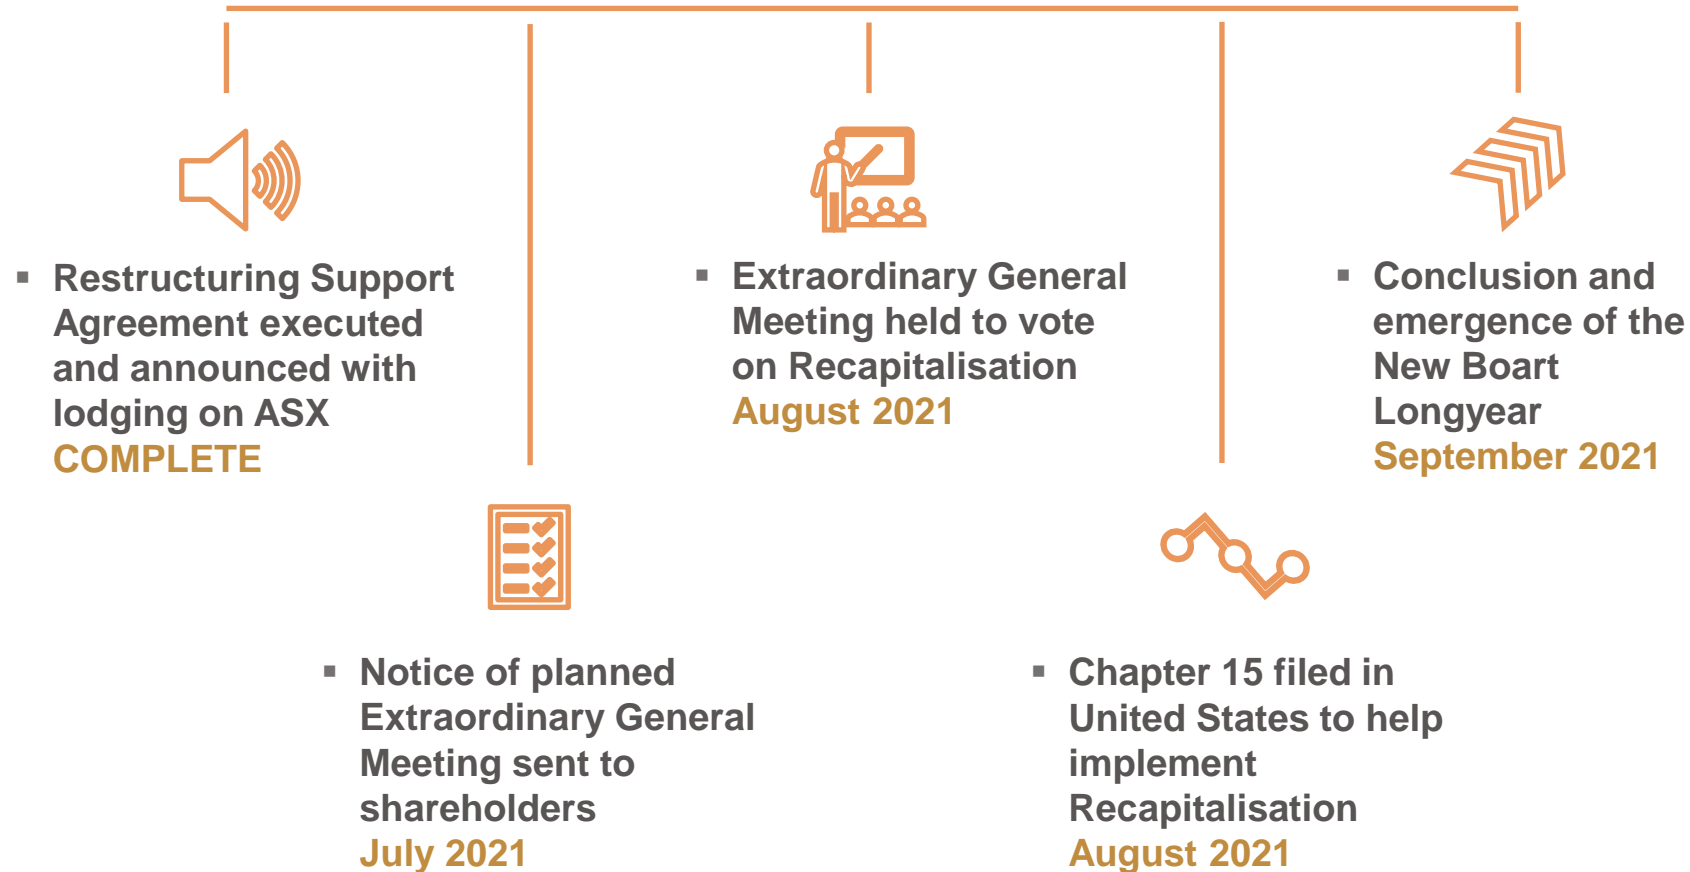 ▪ Restructuring Support
Agreement executed
and announced with
lodging on ASX
COMPLETE
▪ Notice of planned
Extraordinary General
Meeting sent to
shareholders
July 2021
▪ Extraordinary General
Meeting held to vote
on Recapitalisation
August 2021
▪ Chapter 15 filed in
United States to help
implement
Recapitalisation
August 2021
▪ Conclusion and
emergence of the
New Boart
Longyear
September 2021